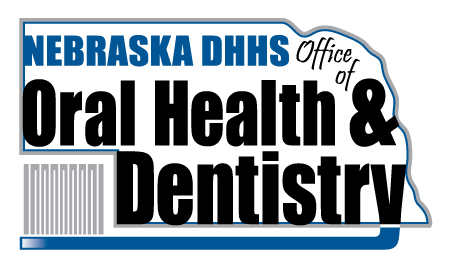 NEBRASKA DHHS Office of
Oral Health &
Dentistry